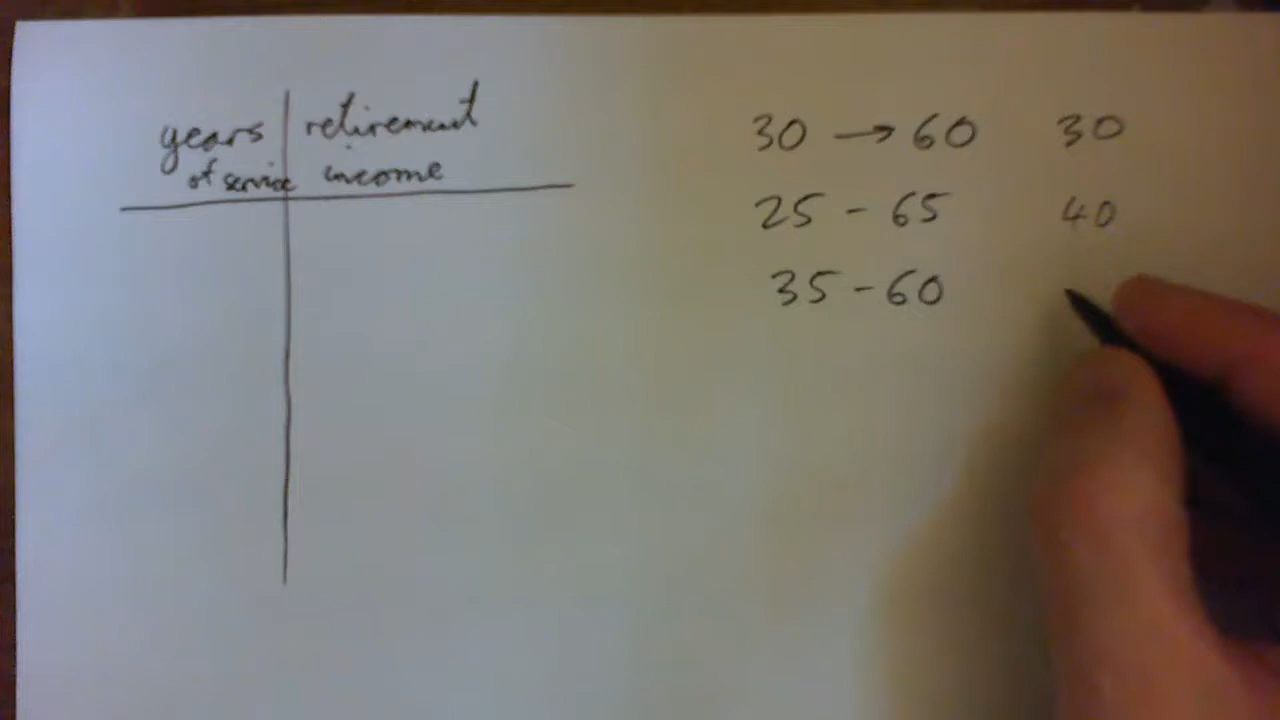 years retirement
of service income
30 → 60 30
25 - 65 40
35 - 60